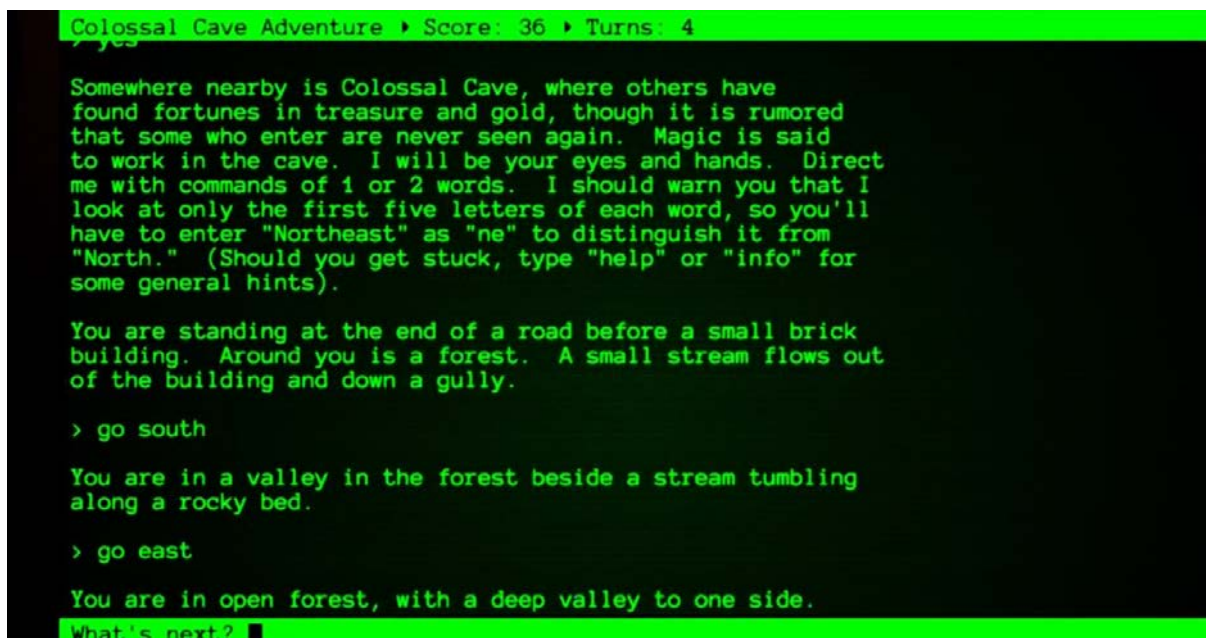 Colossal Cave Adventure ‣ Score: 36 ‣ Turns: 4
> yes
Somewhere nearby is Colossal Cave, where others have
found fortunes in treasure and gold, though it is rumored
that some who enter are never seen again.  Magic is said
to work in the cave.  I will be your eyes and hands.  Direct
me with commands of 1 or 2 words.  I should warn you that I
look at only the first five letters of each word, so you'll
have to enter "Northeast" as "ne" to distinguish it from
"North."  (Should you get stuck, type "help" or "info" for
some general hints).
You are standing at the end of a road before a small brick
building.  Around you is a forest.  A small stream flows out
of the building and down a gully.
> go south
You are in a valley in the forest beside a stream tumbling
along a rocky bed.
> go east
You are in open forest, with a deep valley to one side.
What's next?